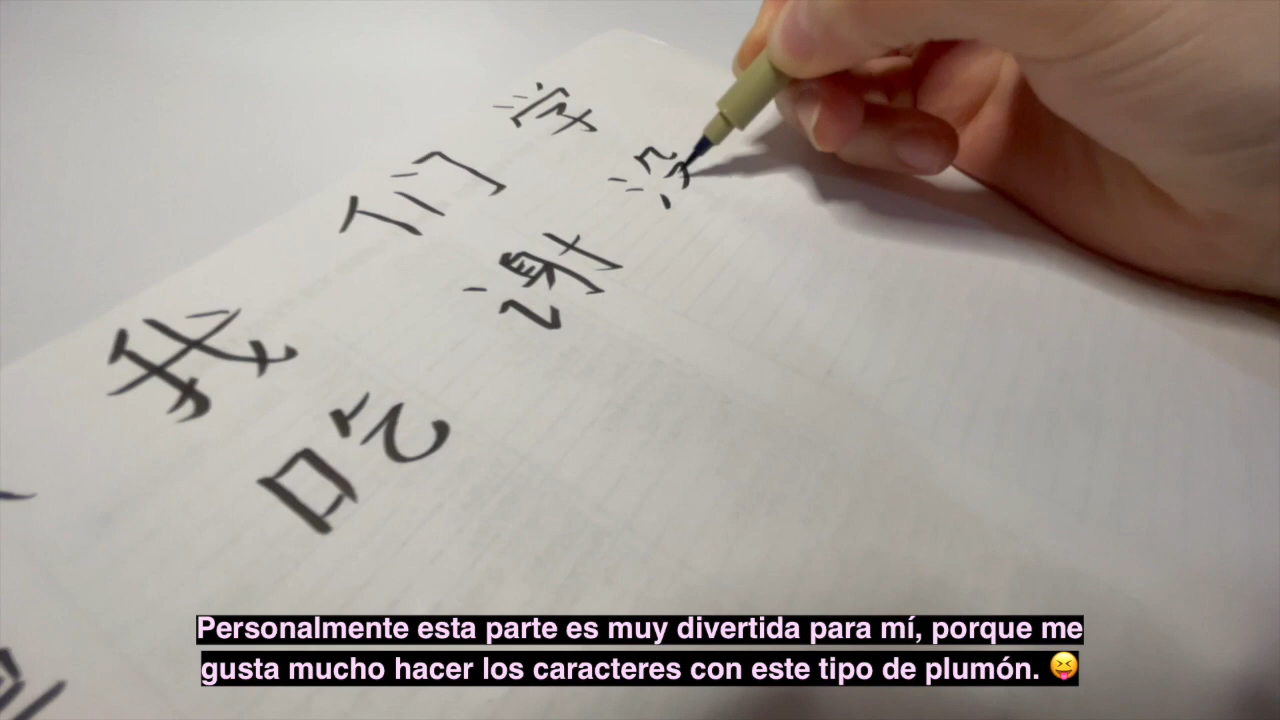 我们学
吃谢没
Personalmente esta parte es muy divertida para mí, porque me
gusta mucho hacer los caracteres con este tipo de plumón. 😝